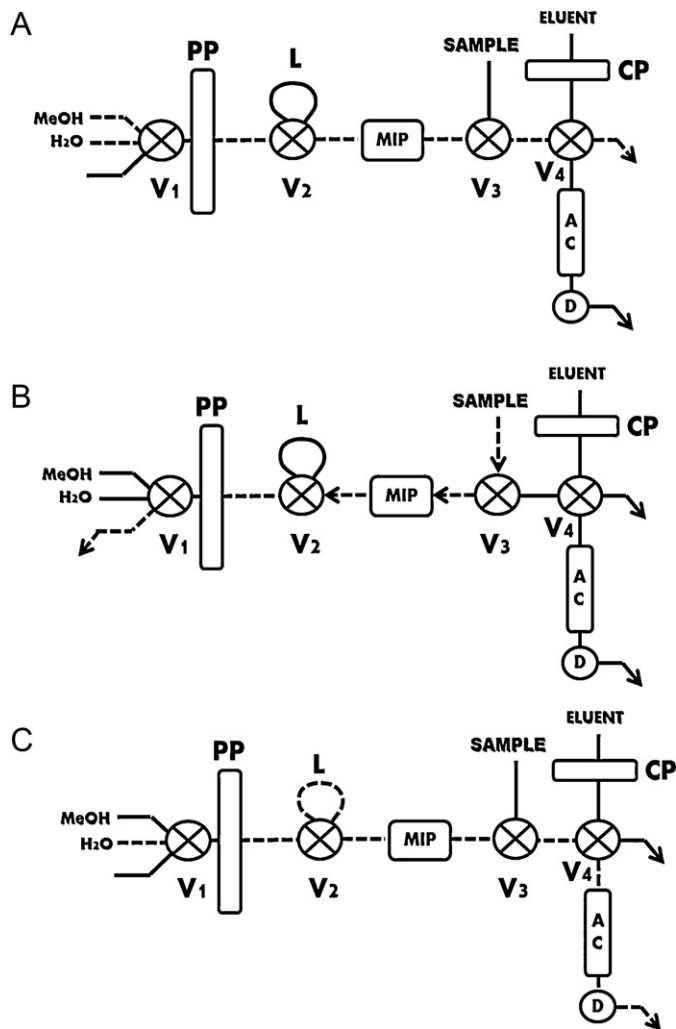 A
ELUENT
PP
SAMPLE
L
CP
MeOH
H₂O
MIP
V₁
V₂
V₃
V₄
A
C
D
B
ELUENT
PP
SAMPLE
L
CP
MeOH
H₂O
MIP
V₁
V₂
V₃
V₄
A
C
D
C
ELUENT
PP
SAMPLE
L
CP
MeOH
H₂O
MIP
V₁
V₂
V₃
V₄
A
C
D